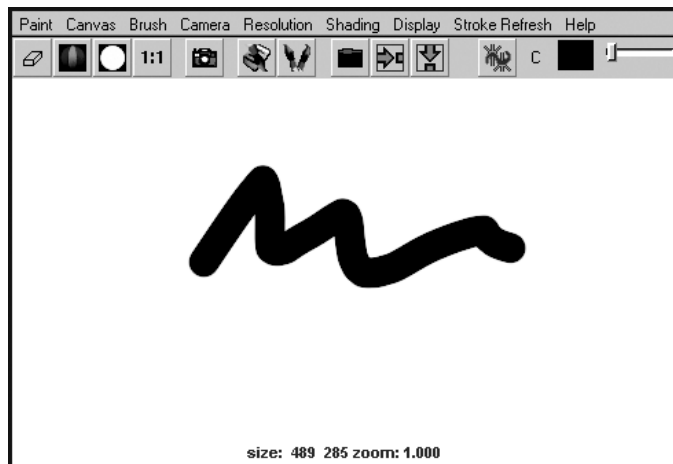 Paint Canvas Brush Camera Resolution Shading Display Stroke Refresh Help
1:1 C
size: 489 285 zoom: 1.000